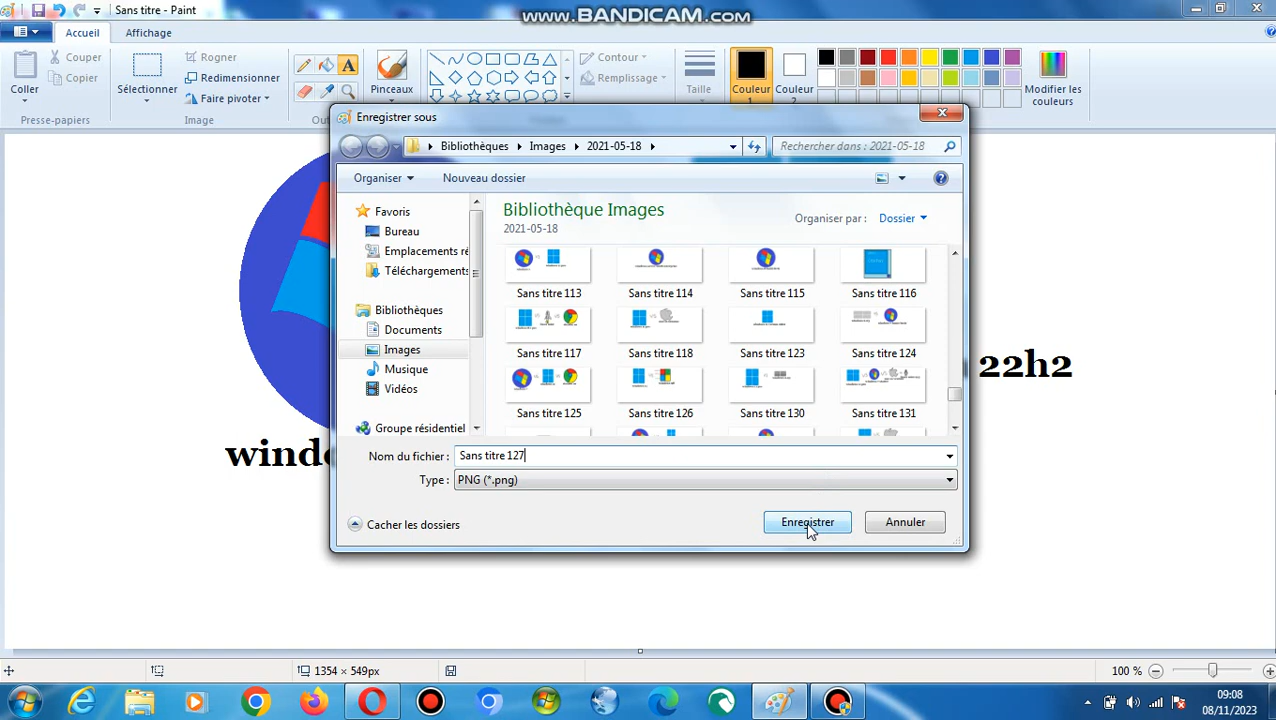 Sans titre - Paint
www.BANDICAM.com
Accueil
Affichage
Coller
Couper
Copier
Presse-papiers
Sélectionner
Rogner
Redimensionner
Faire pivoter
Image
A
Pinceaux
Contour
Remplissage
Taille
Couleur 1
Couleur 2
Modifier les couleurs
Enregistrer sous
Bibliothèques
Images
2021-05-18
Rechercher dans : 2021-05-18
Organiser
Nouveau dossier
Favoris
Bureau
Emplacements ré
Téléchargements
Bibliothèques
Documents
Images
Musique
Vidéos
Groupe résidentiel
Bibliothèque Images
2021-05-18
Organiser par :
Dossier
Sans titre 113
Sans titre 114
Sans titre 115
Sans titre 116
Sans titre 117
Sans titre 118
Sans titre 123
Sans titre 124
Sans titre 125
Sans titre 126
Sans titre 130
Sans titre 131
Nom du fichier :
Sans titre 127
Type :
PNG (*.png)
Cacher les dossiers
Enregistrer
Annuler
22h2
1354 × 549px
100 %
09:08
08/11/2023